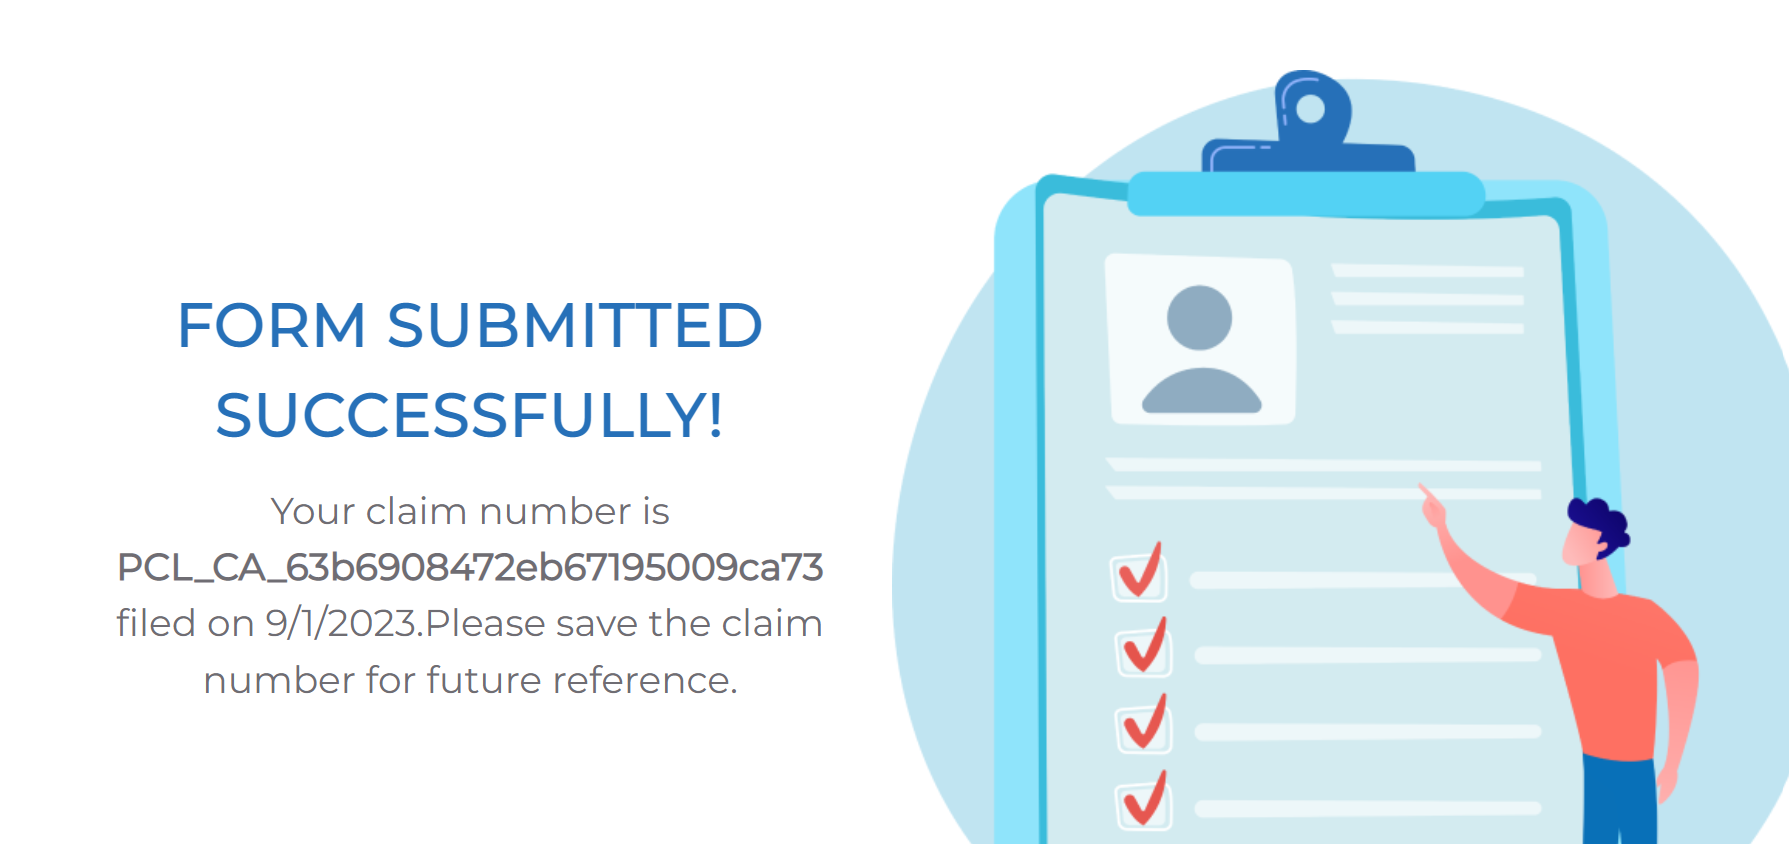 FORM SUBMITTED
SUCCESSFULLY!
Your claim number is
PCL_CA_63b6908472eb67195009ca73
filed on 9/1/2023.Please save the claim
number for future reference.